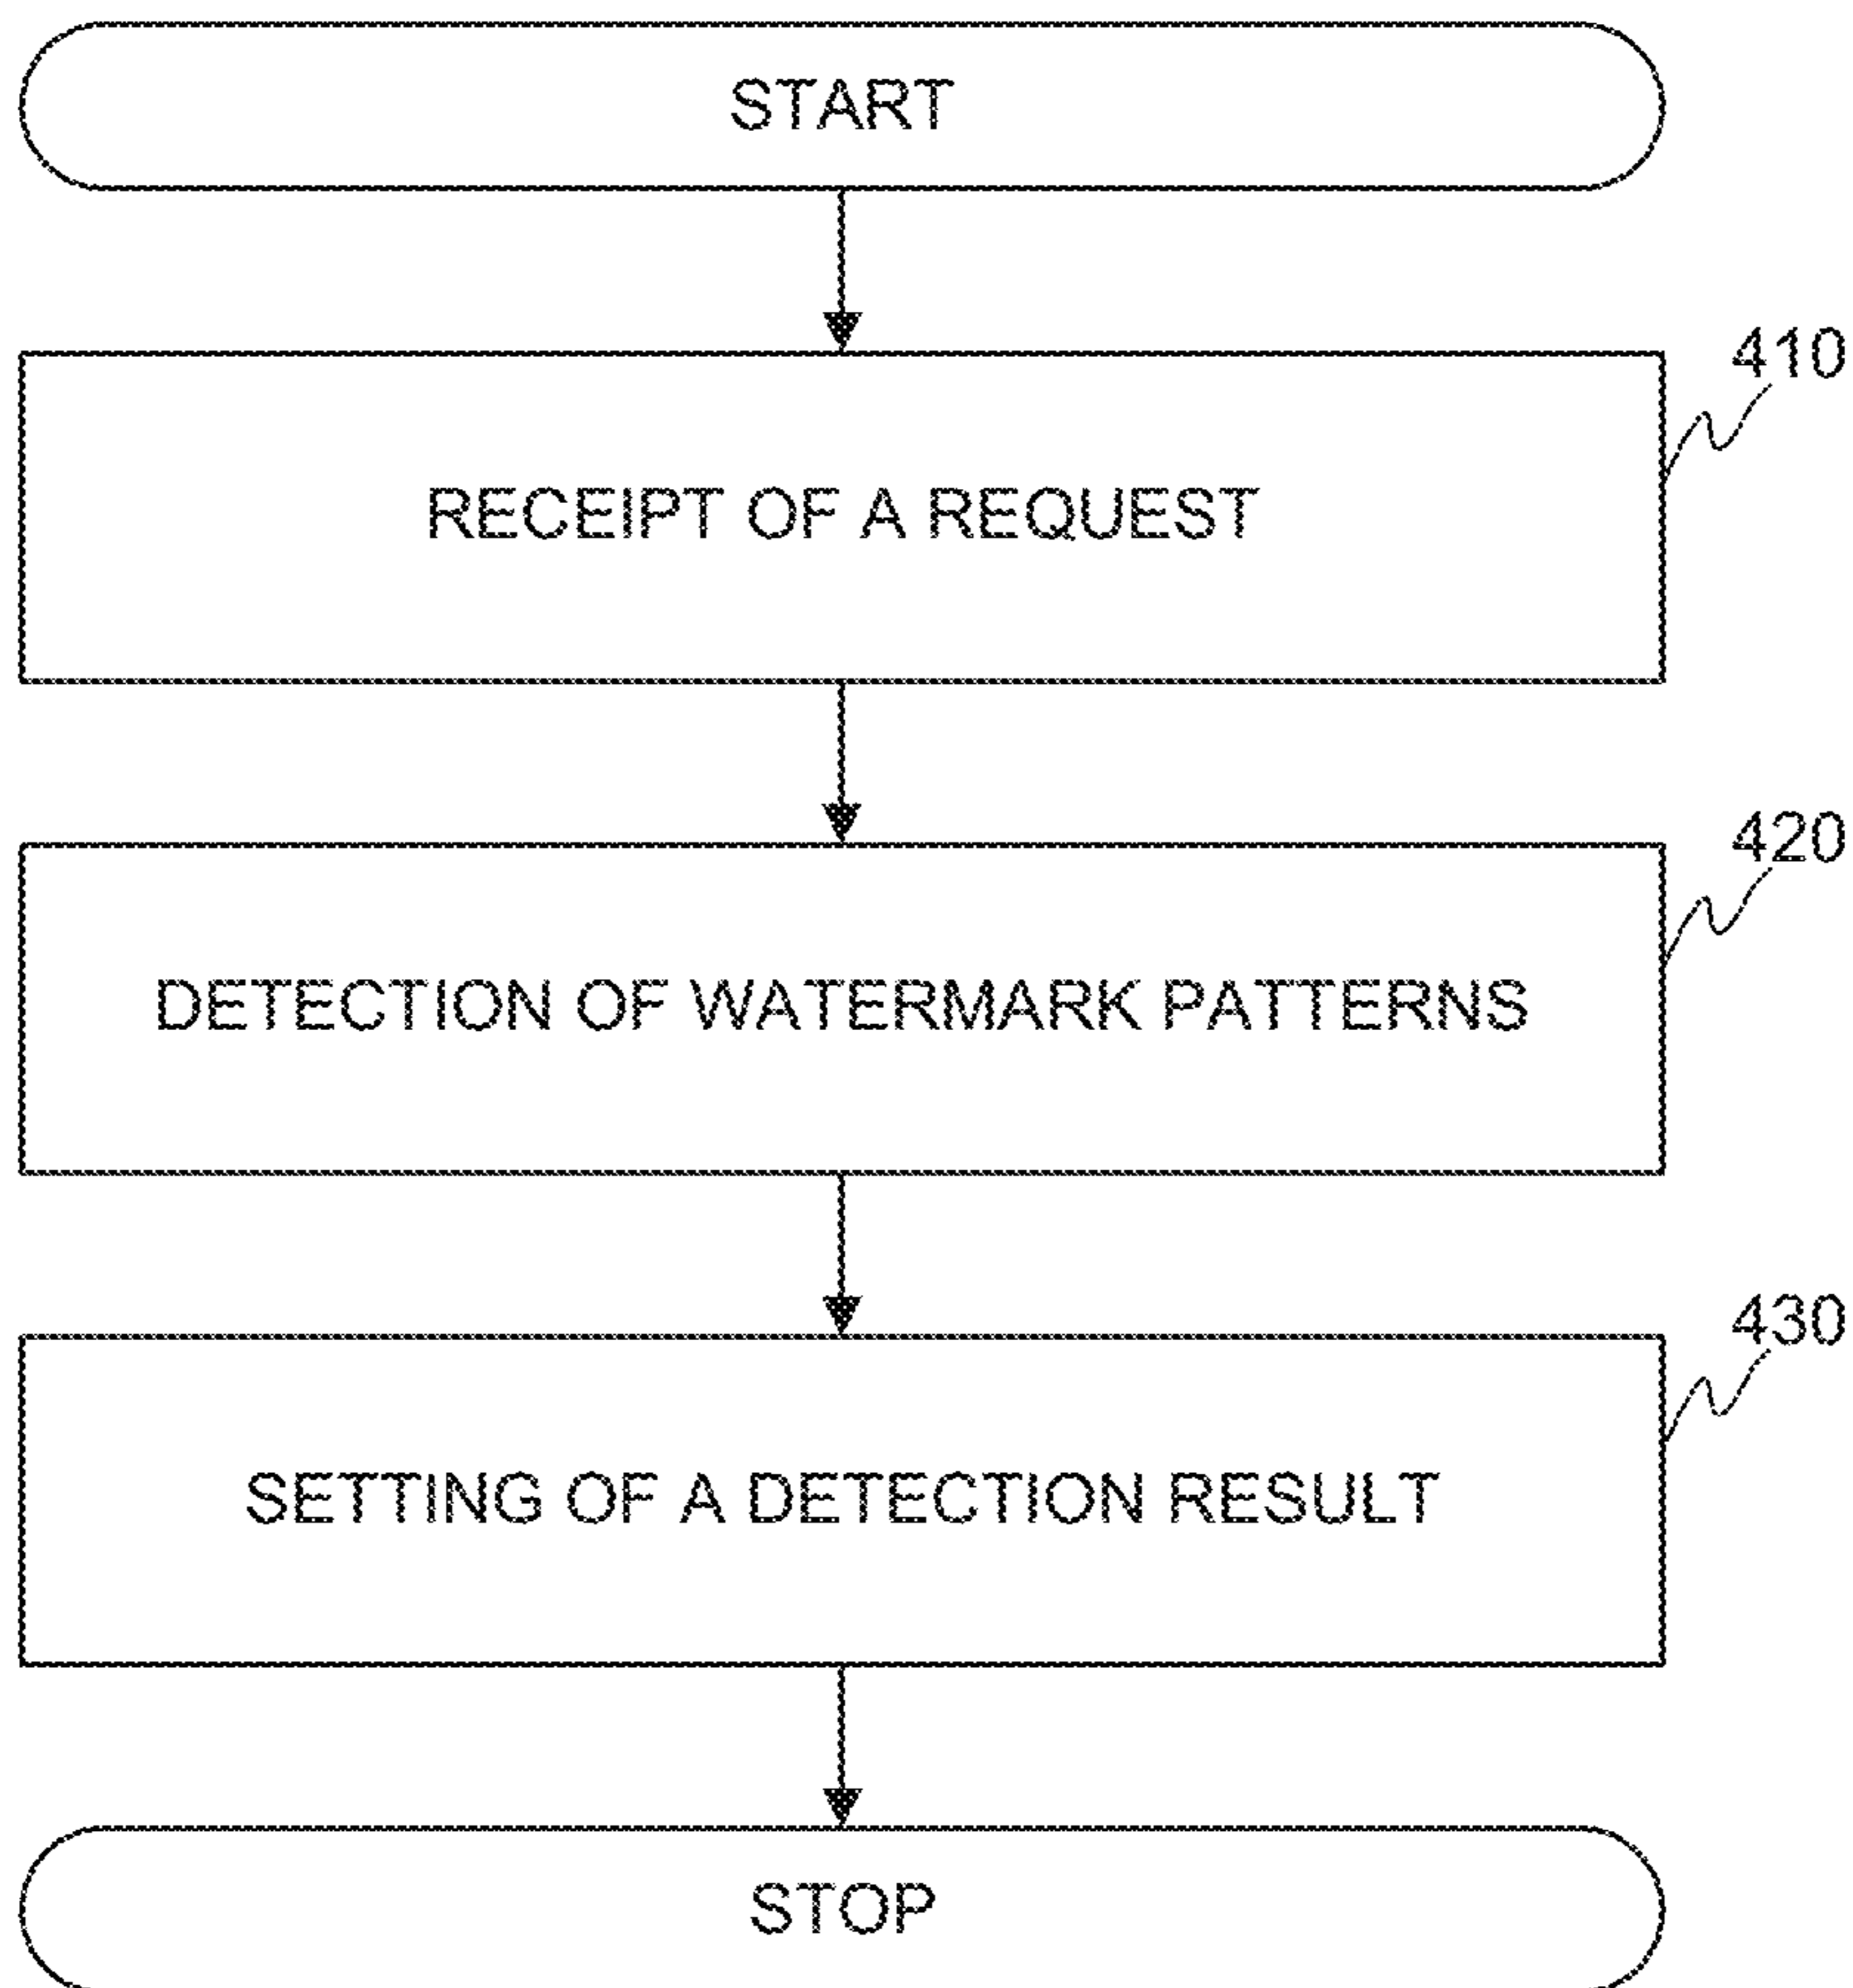 START
410
RECEIPT OF A REQUEST
420
DETECTION OF WATERMARK PATTERNS
430
SETTING OF A DETECTION RESULT
STOP